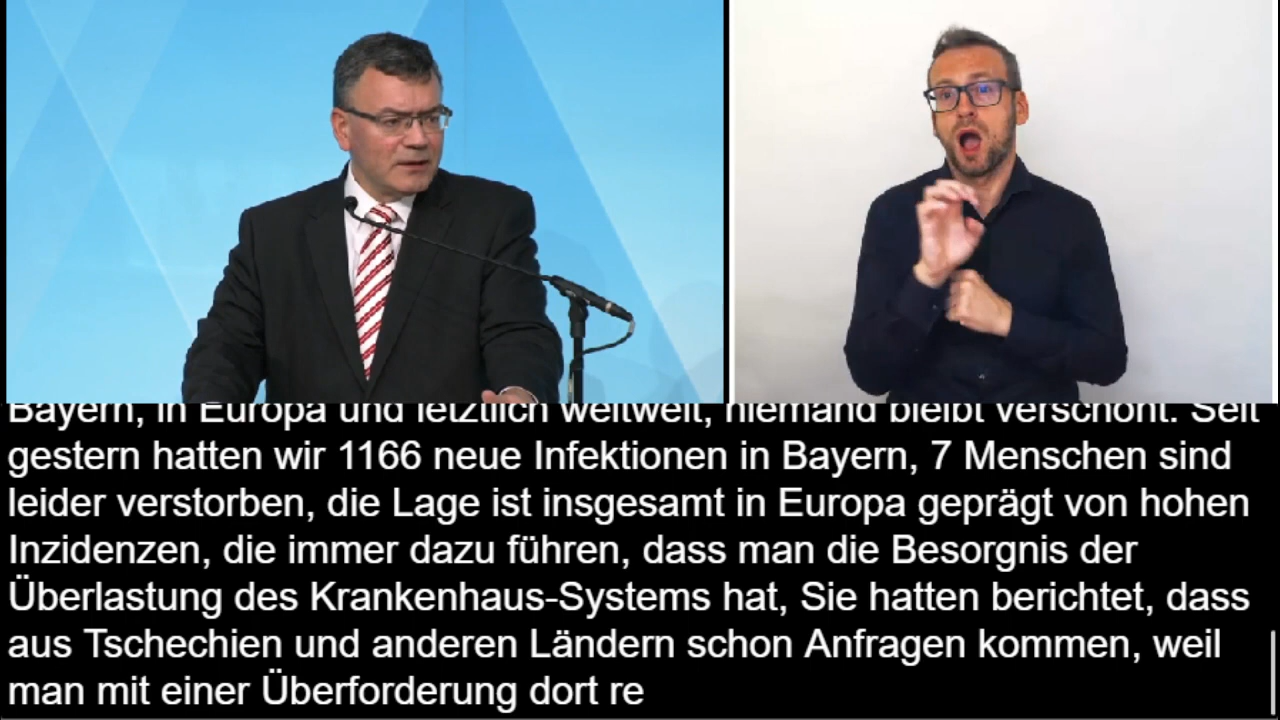 Bayern, in Europa und letztlich weltweit, niemand bleibt verschont. Seit
gestern hatten wir 1166 neue Infektionen in Bayern, 7 Menschen sind
leider verstorben, die Lage ist insgesamt in Europa geprägt von hohen
Inzidenzen, die immer dazu führen, dass man die Besorgnis der
Überlastung des Krankenhaus-Systems hat, Sie hatten berichtet, dass
aus Tschechien und anderen Ländern schon Anfragen kommen, weil
man mit einer Überforderung dort re